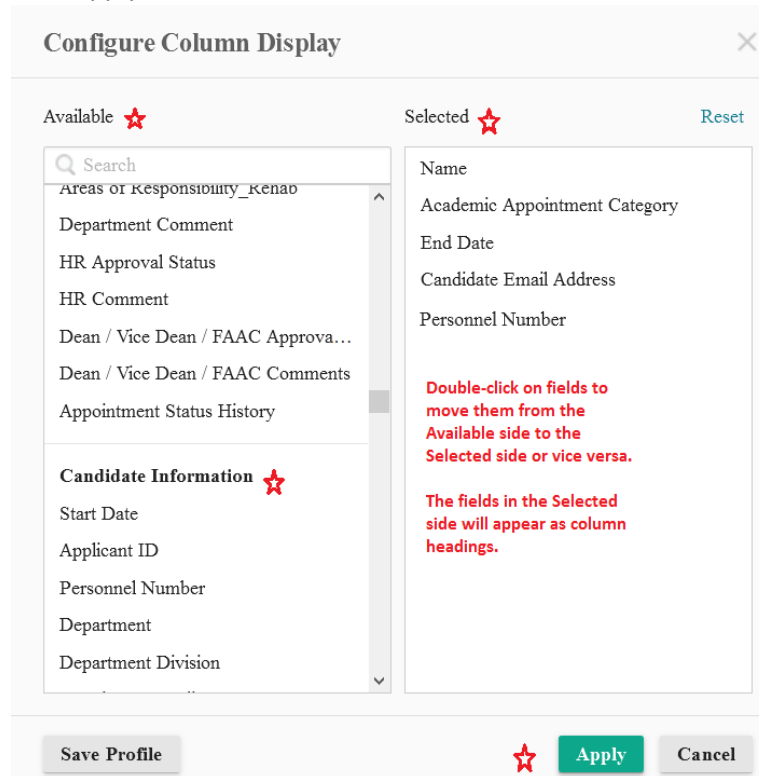 Configure Column Display
Available
Selected
Reset
Search
Areas of Responsibility_Rehab
Department Comment
HR Approval Status
HR Comment
Dean / Vice Dean / FAAC Approva...
Dean / Vice Dean / FAAC Comments
Appointment Status History
Candidate Information
Start Date
Applicant ID
Personnel Number
Department
Department Division
Name
Academic Appointment Category
End Date
Candidate Email Address
Personnel Number
Double-click on fields to
move them from the
Available side to the
Selected side or vice versa.
The fields in the Selected
side will appear as column
headings.
Save Profile
Apply
Cancel